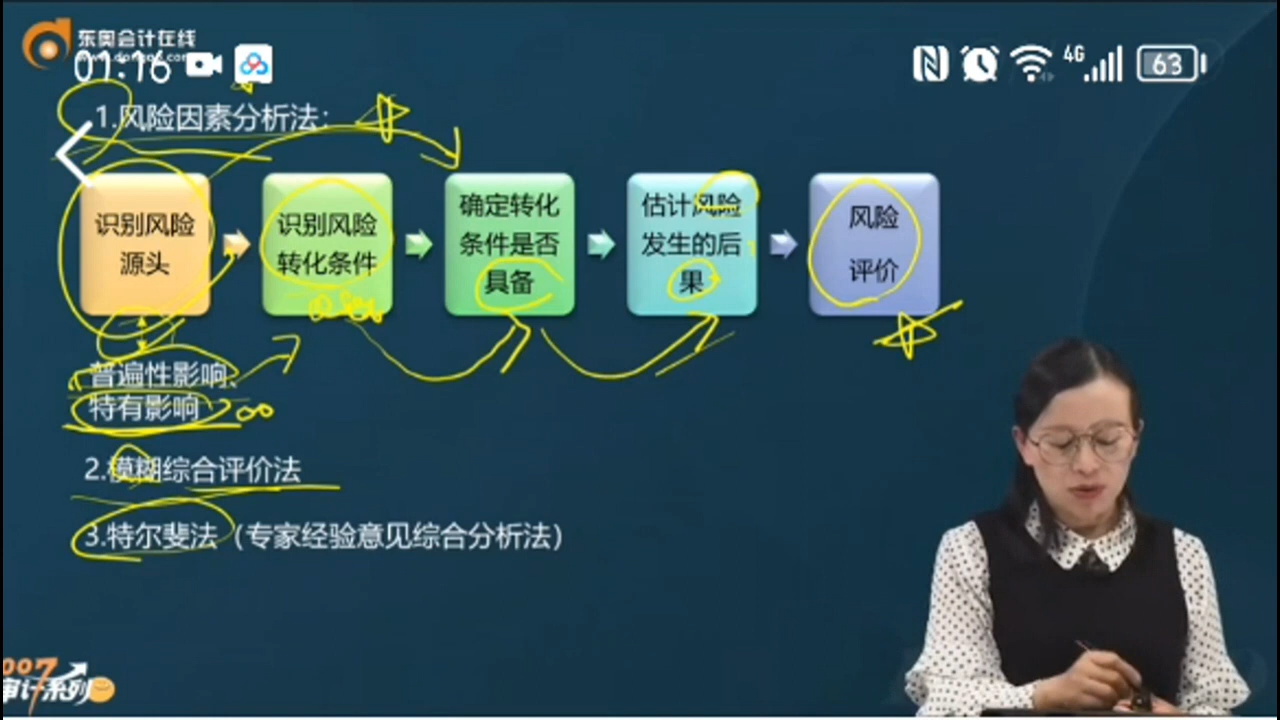 东奥会计在线
01:16
4G
63
1.风险因素分析法:
识别风险
源头
识别风险
转化条件
确定转化
条件是否
具备
估计风险
发生的后
果
风险
评价
普遍性影响、
特有影响
2.模糊综合评价法
3.特尔斐法（专家经验意见综合分析法）
007
审计系列